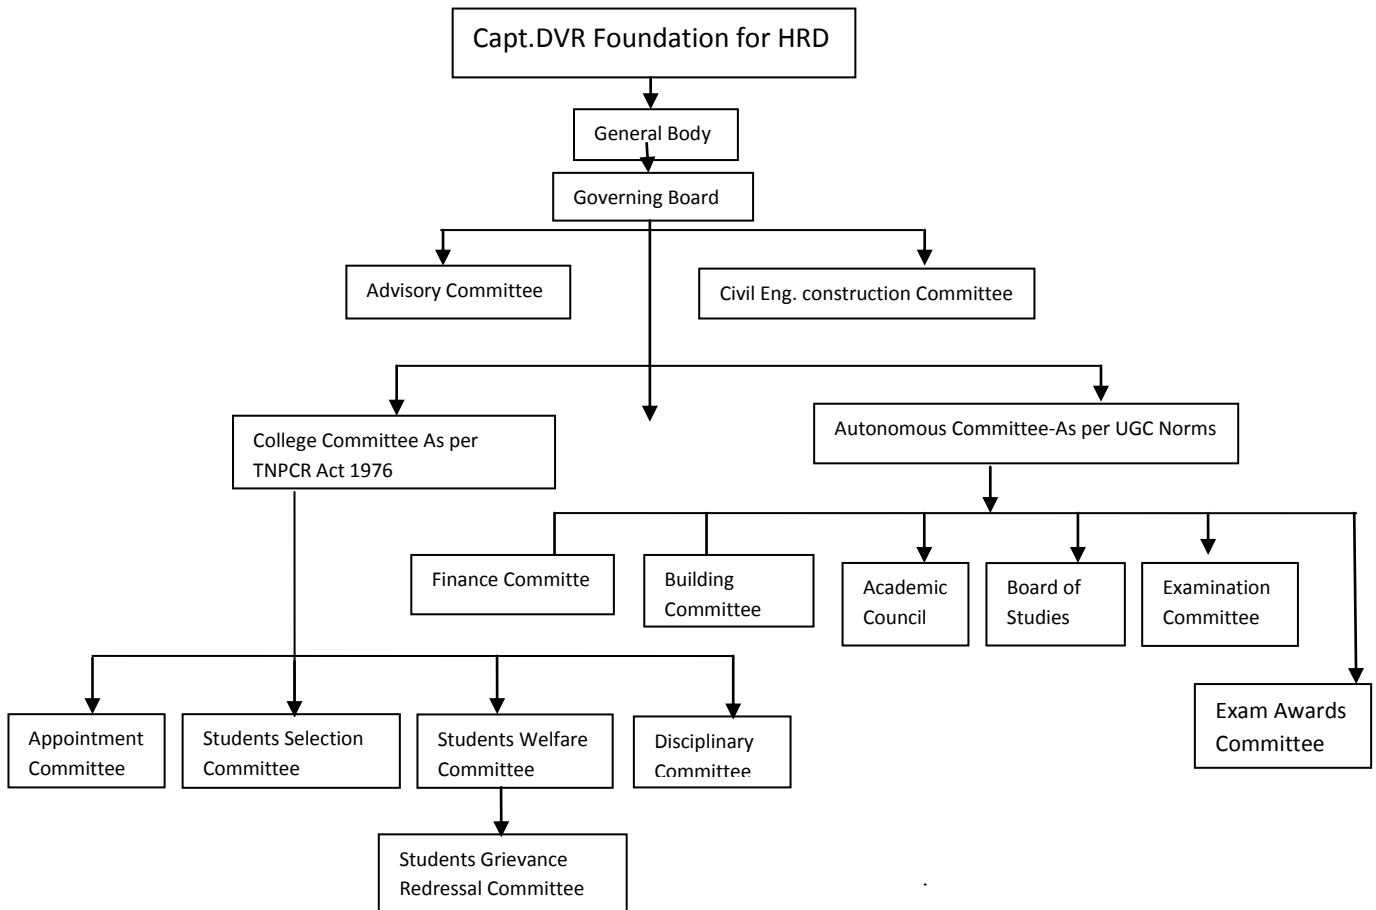 Capt.DVR Foundation for HRD
General Body
Governing Board
Advisory Committee
Civil Eng. construction Committee
College Committee As per
TNPCR Act 1976
Autonomous Committee-As per UGC Norms
Finance Committe
Building
Committee
Academic
Council
Board of
Studies
Examination
Committee
Exam Awards
Committee
Appointment
Committee
Students Selection
Committee
Students Welfare
Committee
Disciplinary
Committee
Students Grievance
Redressal Committee